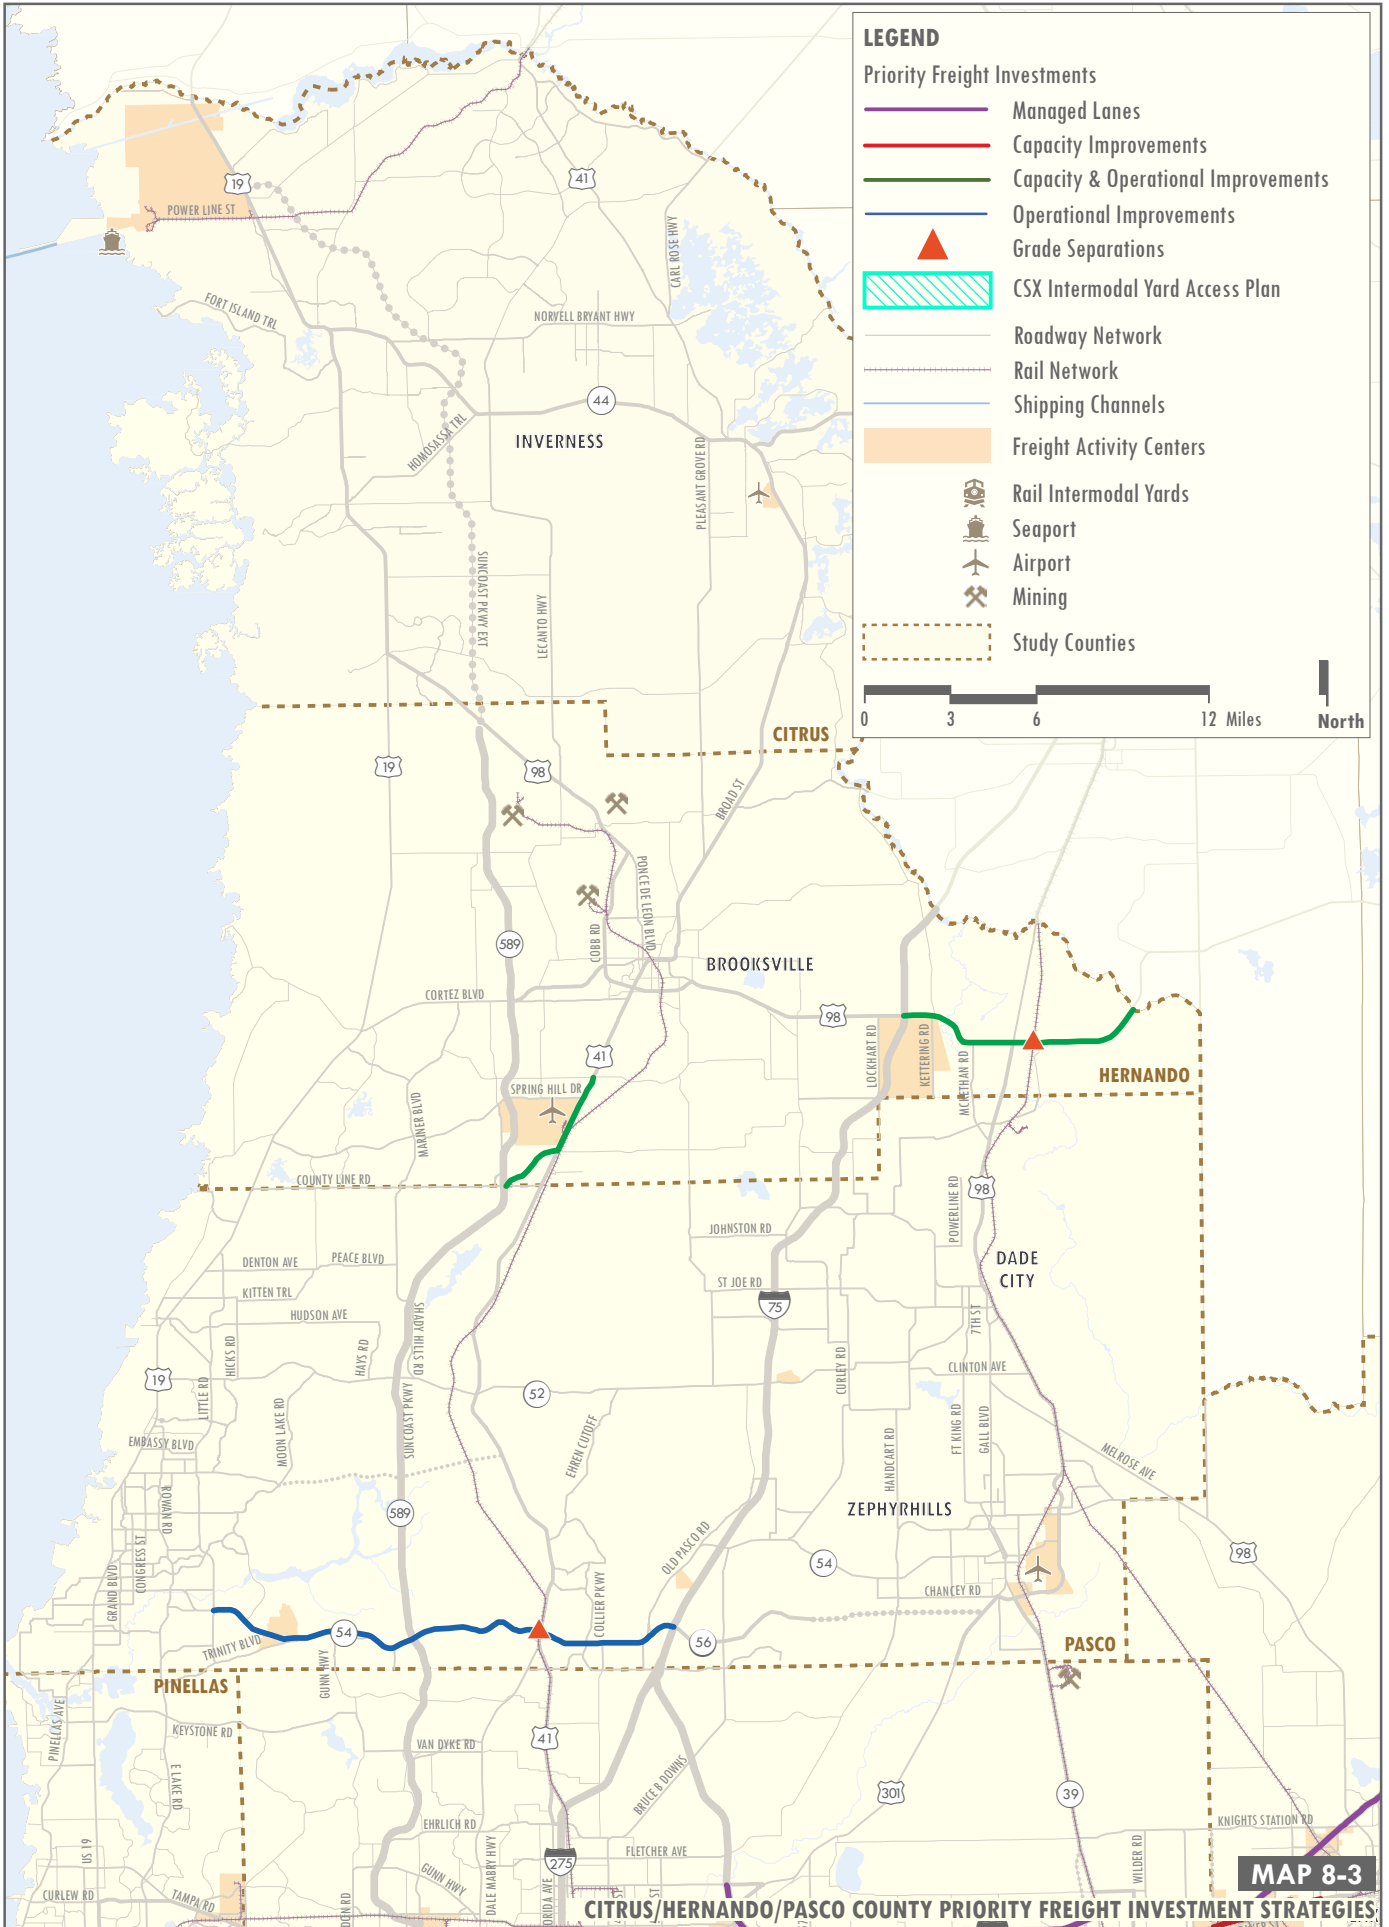 LEGEND
Priority Freight Investments
Managed Lanes
Capacity Improvements
Capacity & Operational Improvements
Operational Improvements
Grade Separations
CSX Intermodal Yard Access Plan
Roadway Network
Rail Network
Shipping Channels
Freight Activity Centers
Rail Intermodal Yards
Seaport
Airport
Mining
Study Counties
0 3 6 12 Miles
North
19
41
POWER LINE ST
CARL ROSE HWY
FORT ISLAND TRL
NORVELL BRYANT HWY
44
INVERNESS
HOMOSASSA TRL
PLEASANT GROVE RD
SUNCOAST PKWY EXT
LECANTO HWY
CITRUS
19
98
BROAD ST
PONCE DE LEON BLVD
COBB RD
589
BROOKSVILLE
CORTEZ BLVD
98
LOCKHART RD
KETTERING RD
MCKETHAN RD
41
HERNANDO
SPRING HILL DR
MARINER BLVD
COUNTY LINE RD
98
POWERLINE RD
JOHNSTON RD
DADE
CITY
DENTON AVE
PEACE BLVD
KITTEN TRL
ST JOE RD
75
HUDSON AVE
SHADY HILLS RD
7TH ST
HICKS RD
HAYS RD
CURLEY RD
CLINTON AVE
19
LITTLE RD
52
SUNCOAST PKWY
MOON LAKE RD
EHREN CUTOFF
FT KING RD
GALL BLVD
HANDCART RD
EMBASSY BLVD
MELROSE AVE
ROWAN RD
589
ZEPHYRHILLS
OLD PASCO RD
CONGRESS ST
GRAND BLVD
54
98
COLLIER PKWY
CHANCEY RD
54
TRINITY BLVD
56
PASCO
GUNN HWY
PINELLAS
PINELLAS AVE
KEYSTONE RD
41
VAN DYKE RD
E LAKE RD
BRUCE B DOWNS
301
39
EHRLICH RD
KNIGHTS STATION RD
US 19
DALE MABRY HWY
FLETCHER AVE
WILDER RD
275
GUNN HWY
CURLEW RD
TAMPA RD
MAP 8-3
CITRUS/HERNANDO/PASCO COUNTY PRIORITY FREIGHT INVESTMENT STRATEGIES